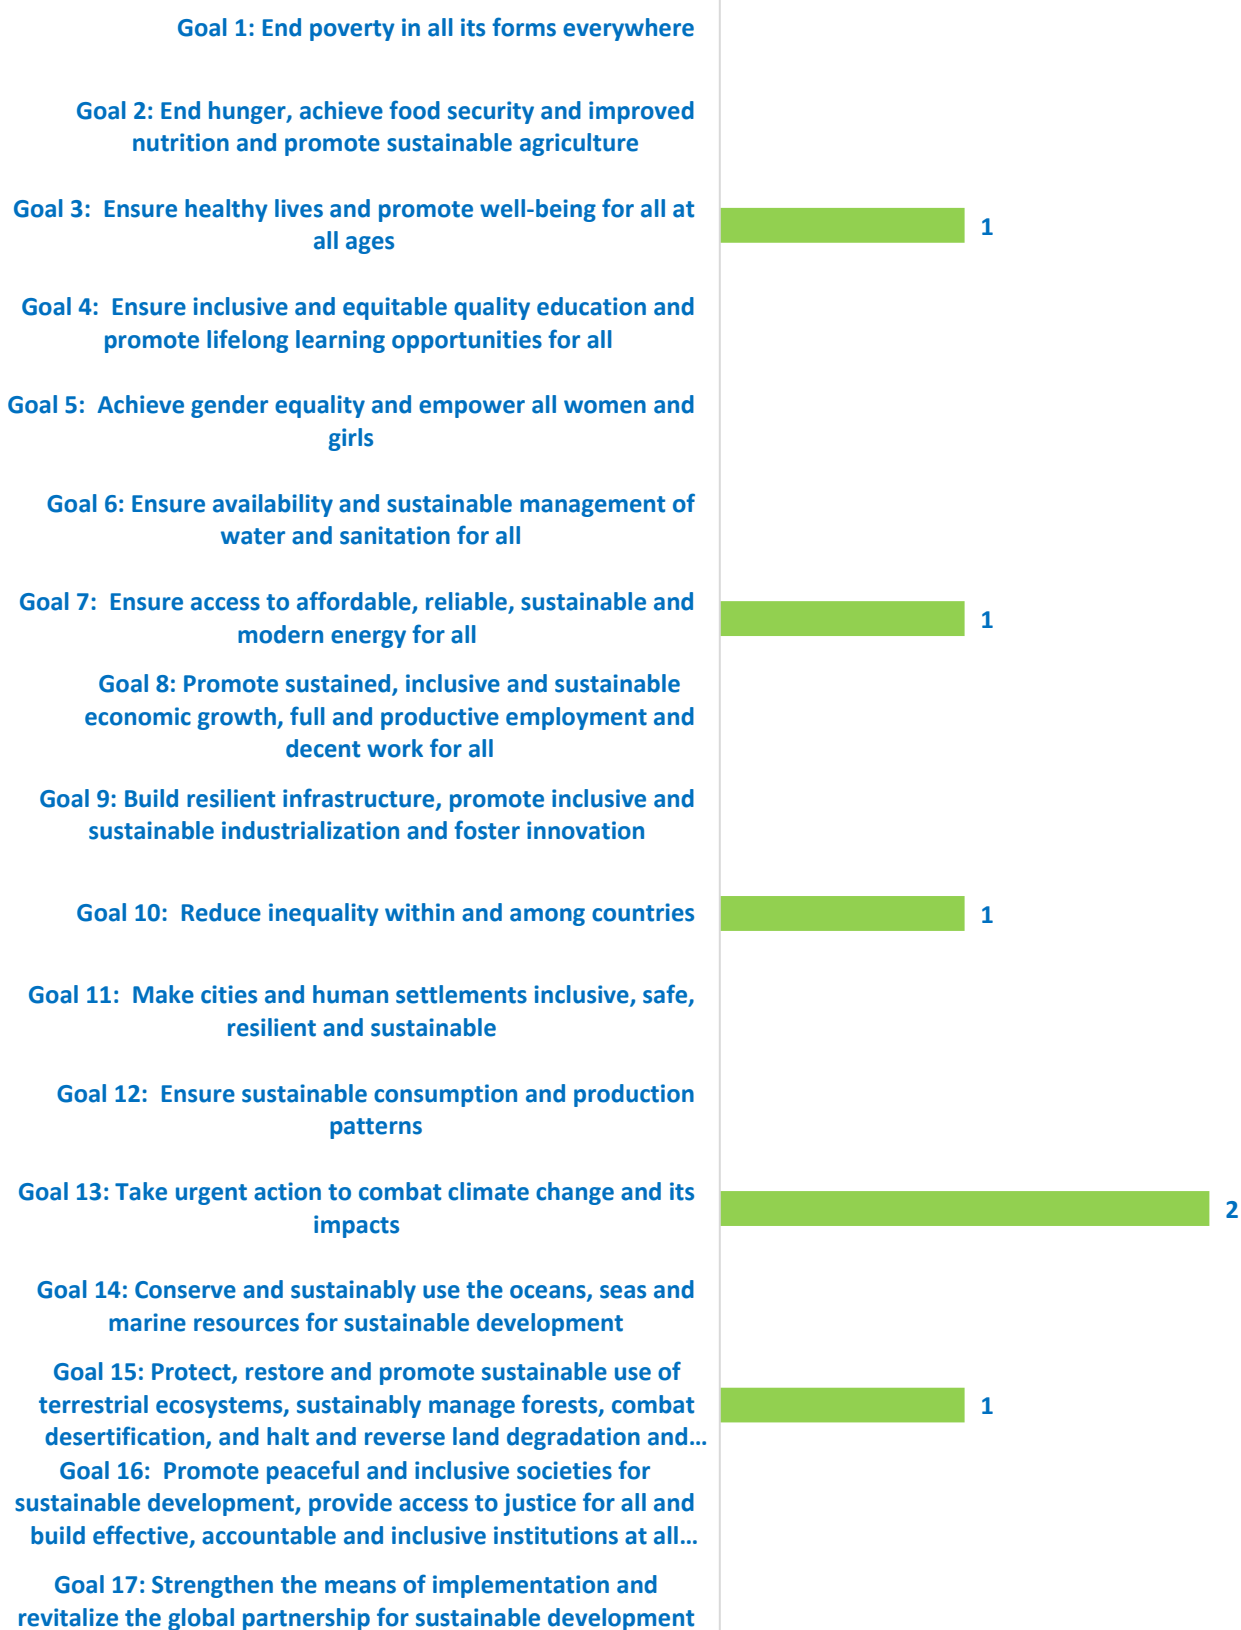 Goal 1: End poverty in all its forms everywhere
Goal 2: End hunger, achieve food security and improved
nutrition and promote sustainable agriculture
Goal 3:  Ensure healthy lives and promote well-being for all at
all ages
1
Goal 4:  Ensure inclusive and equitable quality education and
promote lifelong learning opportunities for all
Goal 5:  Achieve gender equality and empower all women and
girls
Goal 6: Ensure availability and sustainable management of
water and sanitation for all
Goal 7:  Ensure access to affordable, reliable, sustainable and
modern energy for all
1
Goal 8: Promote sustained, inclusive and sustainable
economic growth, full and productive employment and
decent work for all
Goal 9: Build resilient infrastructure, promote inclusive and
sustainable industrialization and foster innovation
Goal 10:  Reduce inequality within and among countries
1
Goal 11:  Make cities and human settlements inclusive, safe,
resilient and sustainable
Goal 12:  Ensure sustainable consumption and production
patterns
Goal 13: Take urgent action to combat climate change and its
impacts
2
Goal 14: Conserve and sustainably use the oceans, seas and
marine resources for sustainable development
Goal 15: Protect, restore and promote sustainable use of
terrestrial ecosystems, sustainably manage forests, combat
desertification, and halt and reverse land degradation and…
1
Goal 16:  Promote peaceful and inclusive societies for
sustainable development, provide access to justice for all and
build effective, accountable and inclusive institutions at all…
Goal 17: Strengthen the means of implementation and
revitalize the global partnership for sustainable development